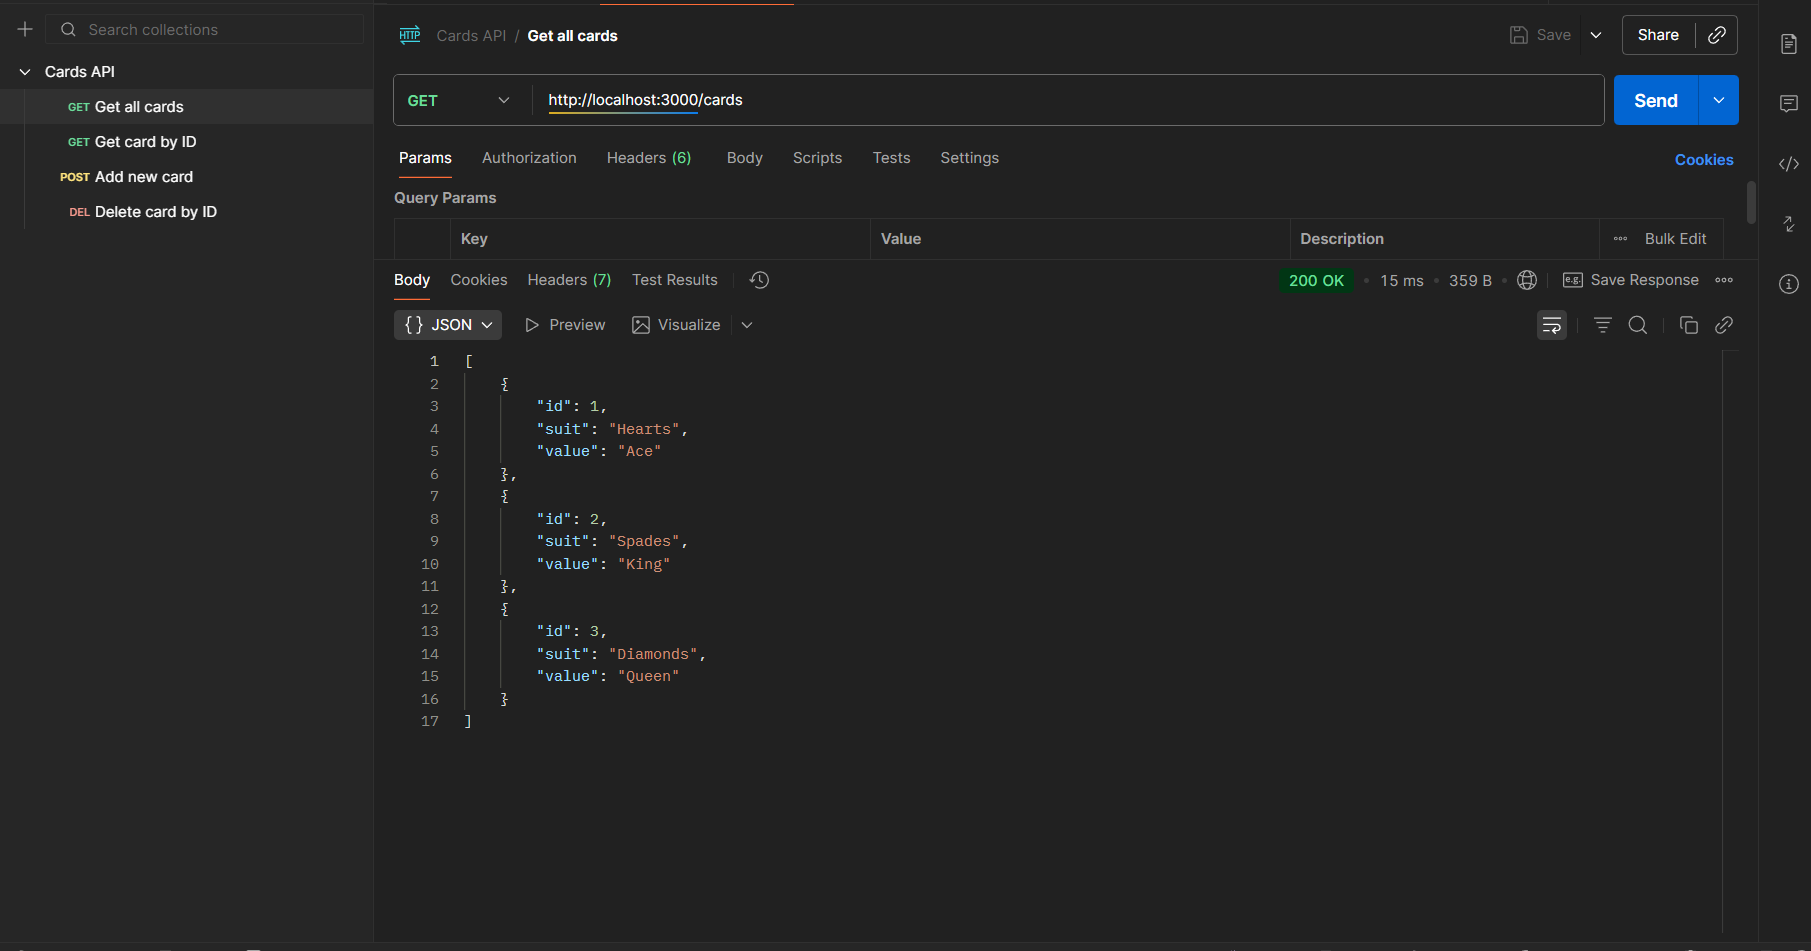 Search collections
Cards API
GET Get all cards
GET Get card by ID
POST Add new card
DEL Delete card by ID
HTTP Cards API / Get all cards
Save
Share
GET http://localhost:3000/cards
Send
Params Authorization Headers (6) Body Scripts Tests Settings
Cookies
Query Params
Key Value Description Bulk Edit
Body Cookies Headers (7) Test Results
200 OK • 15 ms • 359 B • e.g. Save Response
{} JSON Preview Visualize
1 [
2 {
3 "id": 1,
4 "suit": "Hearts",
5 "value": "Ace"
6 },
7 {
8 "id": 2,
9 "suit": "Spades",
10 "value": "King"
11 },
12 {
13 "id": 3,
14 "suit": "Diamonds",
15 "value": "Queen"
16 }
17 ]